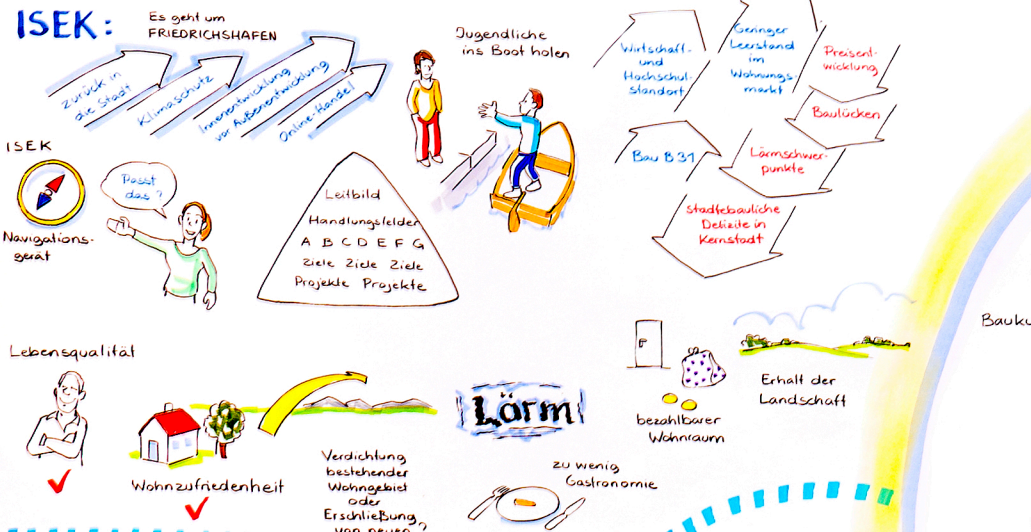 ISEK:
Es geht um
FRIEDRICHSHAFEN
zurück in
die Stadt
Klimaschutz
Innenentwicklung
vor Außenentwicklung
Online-Handel
Jugendliche
ins Boot holen
Wirtschaft-
und
Hochschul-
standort
Geringer
Leerstand
im
Wohnungs-
markt
Preisent-
wicklung
Baulücken
Bau B31
Lärmschwer-
punkte
Städtebauliche
Defizite in
Kernstadt
ISEK
Navigations-
gerät
Passt
das?
Leitbild
Handlungsfelder
A B C D E F G
Ziele Ziele Ziele
Projekte Projekte
Lebensqualität
Wohnzufriedenheit
Verdichtung
bestehender
Wohngebiet
oder
Erschließung
von neuen?
Lärm
zu wenig
Gastronomie
bezahlbarer
Wohnraum
Erhalt der
Landschaft